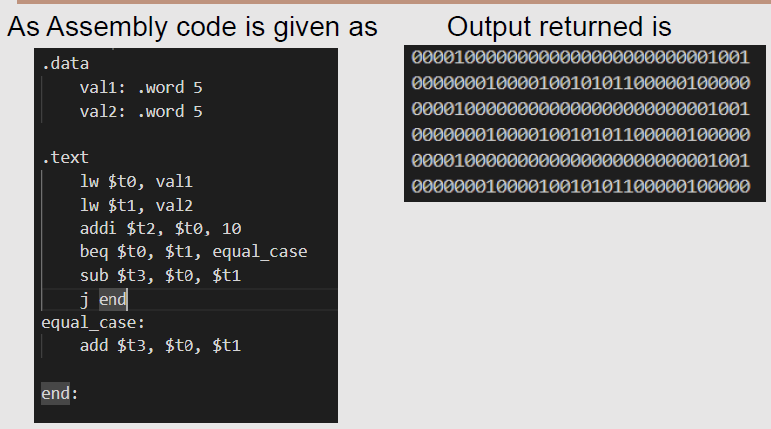 As Assembly code is given as
.data
val1: .word 5
val2: .word 5
.text
lw $t0, val1
lw $t1, val2
addi $t2, $t0, 10
beq $t0, $t1, equal_case
sub $t3, $t0, $t1
j end
equal_case:
add $t3, $t0, $t1
end:
Output returned is
00001000000000000000000000001001
00000001000010010101100000100000
00001000000000000000000000001001
00000001000010010101100000100000
00001000000000000000000000001001
00000001000010010101100000100000